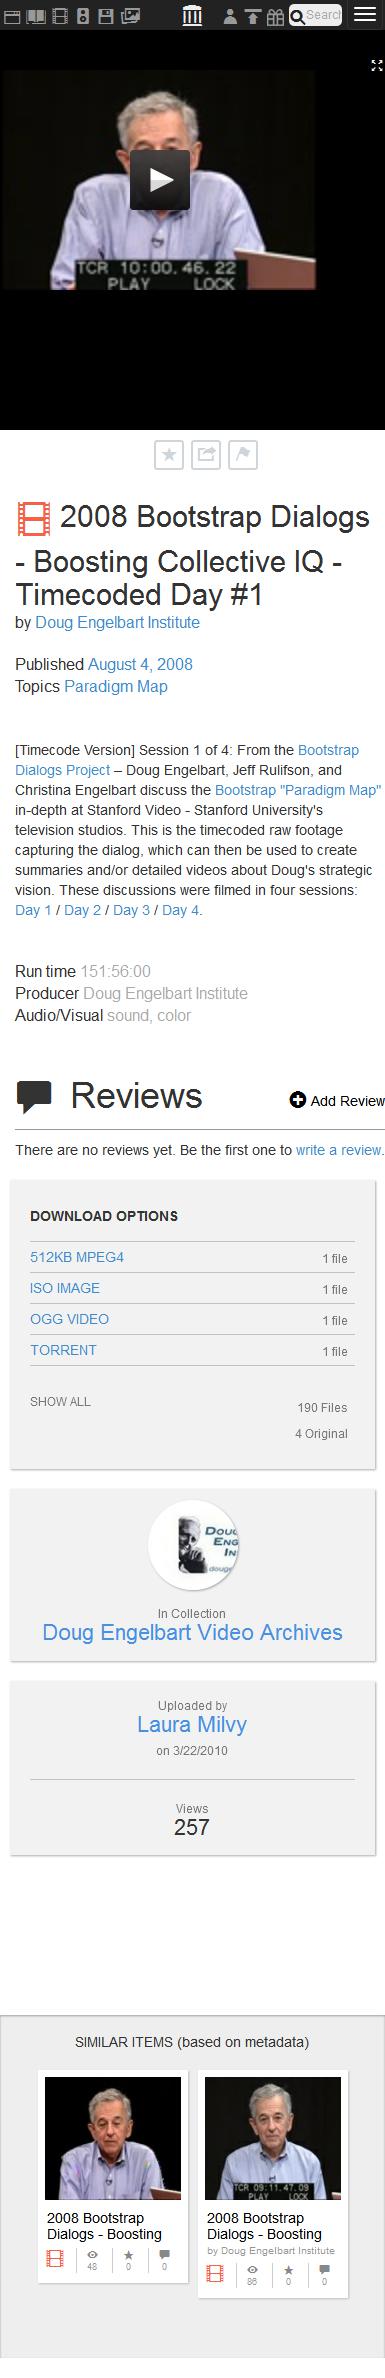 Search
TCR 10:00.46.22
PLAY LOCK
2008 Bootstrap Dialogs
- Boosting Collective IQ -
Timecoded Day #1
by Doug Engelbart Institute
Published August 4, 2008
Topics Paradigm Map
[Timecode Version] Session 1 of 4: From the Bootstrap
Dialogs Project – Doug Engelbart, Jeff Rulifson, and
Christina Engelbart discuss the Bootstrap "Paradigm Map"
in-depth at Stanford Video - Stanford University's
television studios. This is the timecoded raw footage
capturing the dialog, which can then be used to create
summaries and/or detailed videos about Doug's strategic
vision. These discussions were filmed in four sessions:
Day 1 / Day 2 / Day 3 / Day 4.
Run time 151:56:00
Producer Doug Engelbart Institute
Audio/Visual sound, color
Reviews
Add Review
There are no reviews yet. Be the first one to write a review.
DOWNLOAD OPTIONS
512KB MPEG4 1 file
ISO IMAGE 1 file
OGG VIDEO 1 file
TORRENT 1 file
SHOW ALL 190 Files
4 Original
In Collection
Doug Engelbart Video Archives
Uploaded by
Laura Milvy
on 3/22/2010
Views
257
SIMILAR ITEMS (based on metadata)
2008 Bootstrap
Dialogs - Boosting
48 0 0
TCR 09:11.47.09
PLAY LOCK
2008 Bootstrap
Dialogs - Boosting
by Doug Engelbart Institute
86 0 0